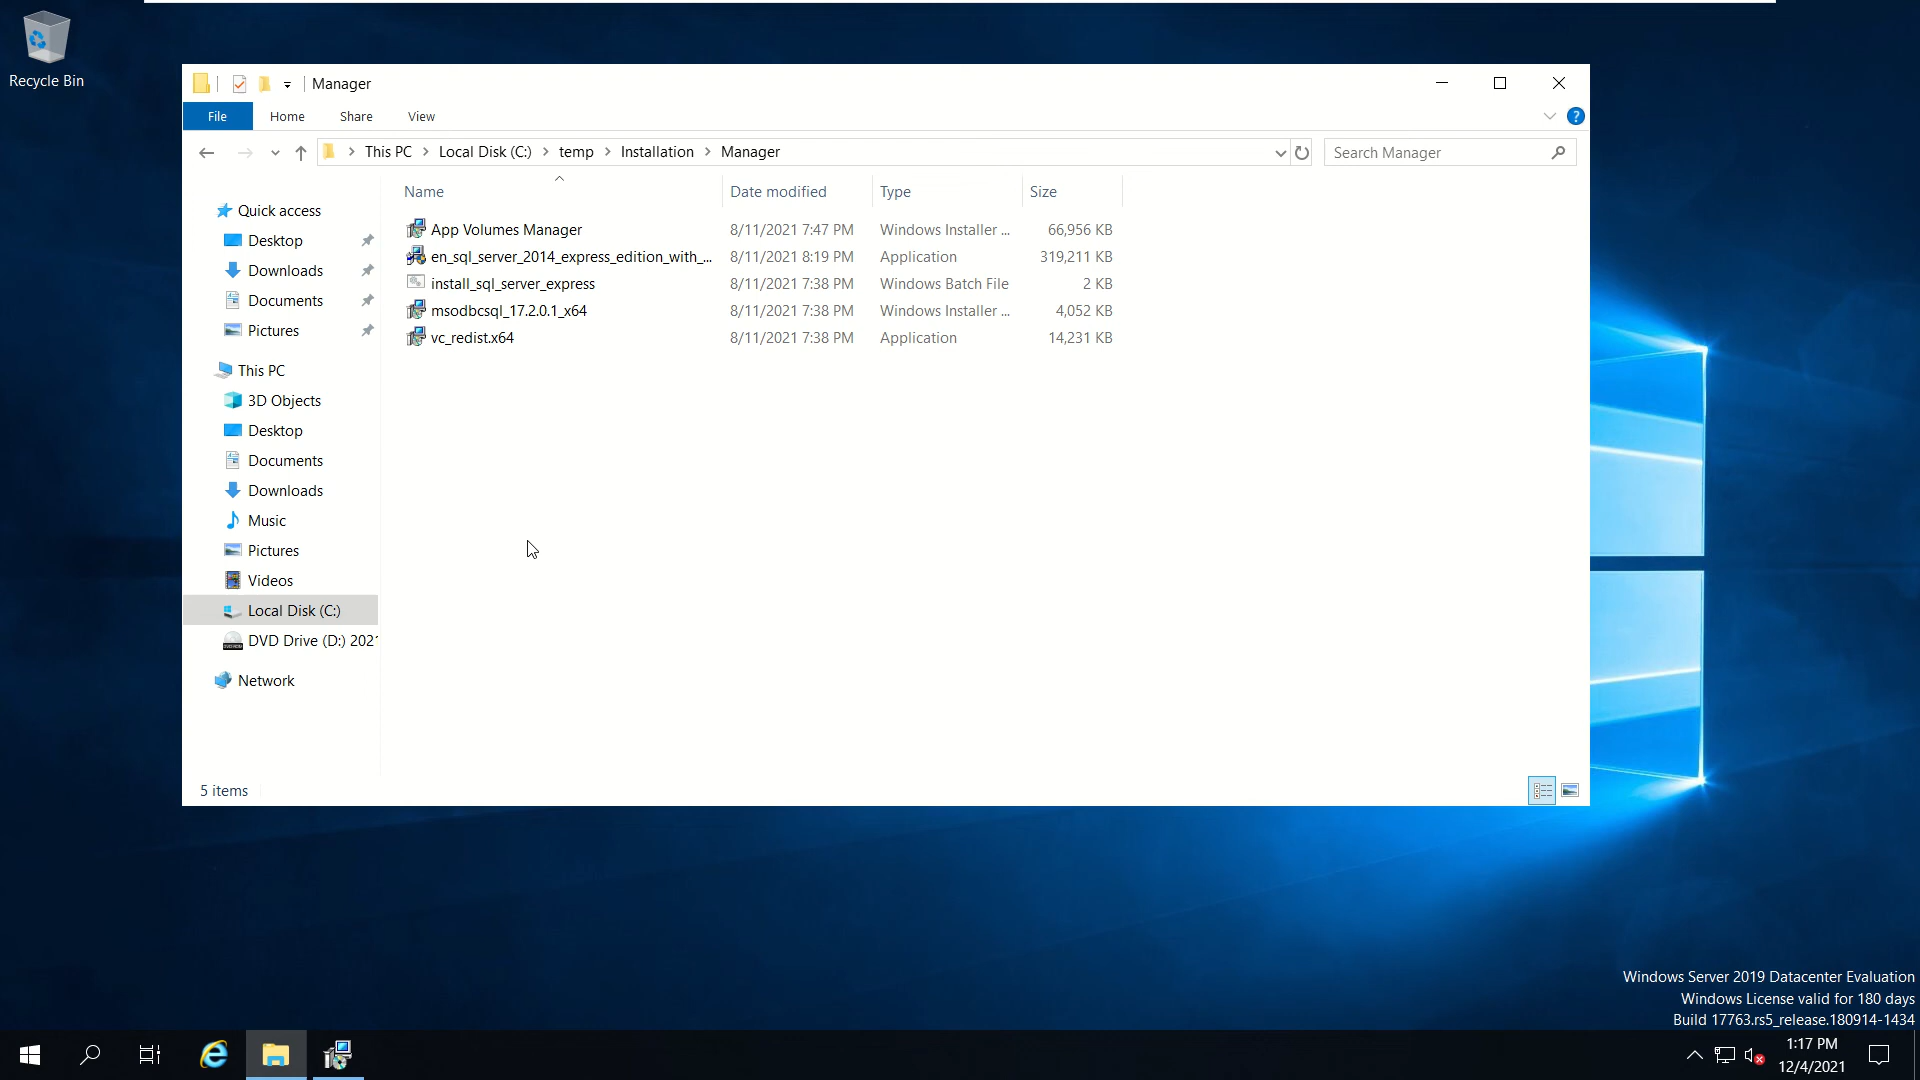 Recycle Bin
Manager
File Home Share View
This PC Local Disk (C:) temp Installation Manager
Search Manager
Name Date modified Type Size
App Volumes Manager 8/11/2021 7:47 PM Windows Installer ... 66,956 KB
en_sql_server_2014_express_edition_with_... 8/11/2021 8:19 PM Application 319,211 KB
install_sql_server_express 8/11/2021 7:38 PM Windows Batch File 2 KB
msodbcsql_17.2.0.1_x64 8/11/2021 7:38 PM Windows Installer ... 4,052 KB
vc_redist.x64 8/11/2021 7:38 PM Application 14,231 KB
Quick access
Desktop
Downloads
Documents
Pictures
This PC
3D Objects
Desktop
Documents
Downloads
Music
Pictures
Videos
Local Disk (C:)
DVD Drive (D:) 2021
Network
5 items
Windows Server 2019 Datacenter Evaluation
Windows License valid for 180 days
Build 17763.rs5_release.180914-1434
1:17 PM
12/4/2021